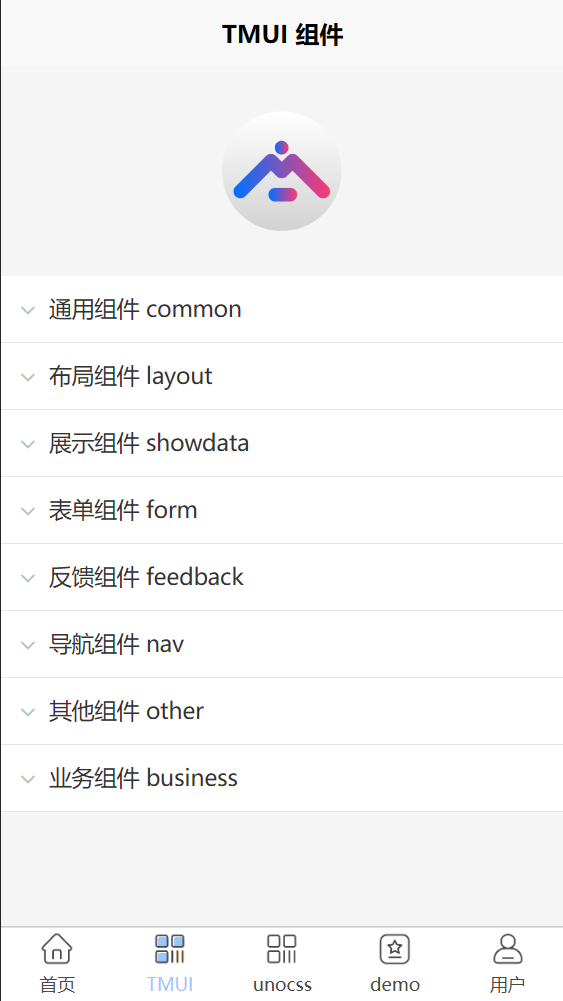 TMUI 组件
通用组件 common
布局组件 layout
展示组件 showdata
表单组件 form
反馈组件 feedback
导航组件 nav
其他组件 other
业务组件 business
首页 TMUI unocss demo 用户